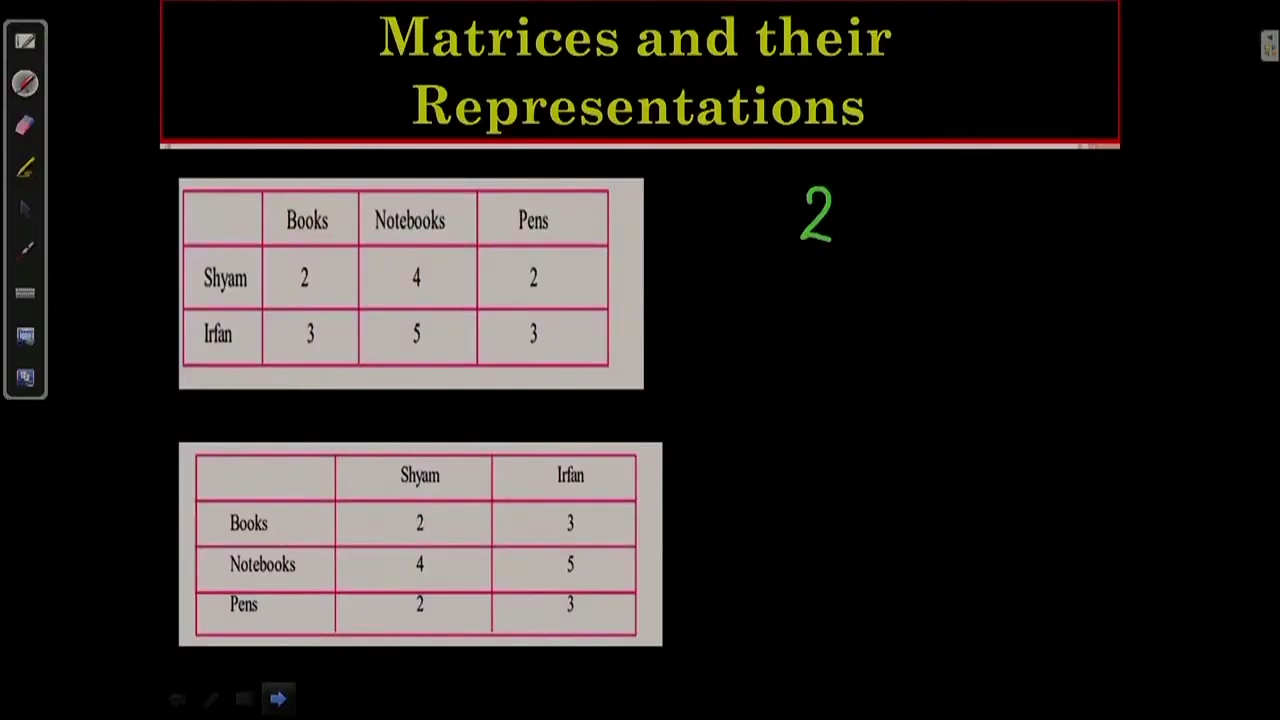 Matrices and their
Representations
2
Books Notebooks Pens
Shyam 2 4 2
Irfan 3 5 3
Shyam Irfan
Books 2 3
Notebooks 4 5
Pens 2 3